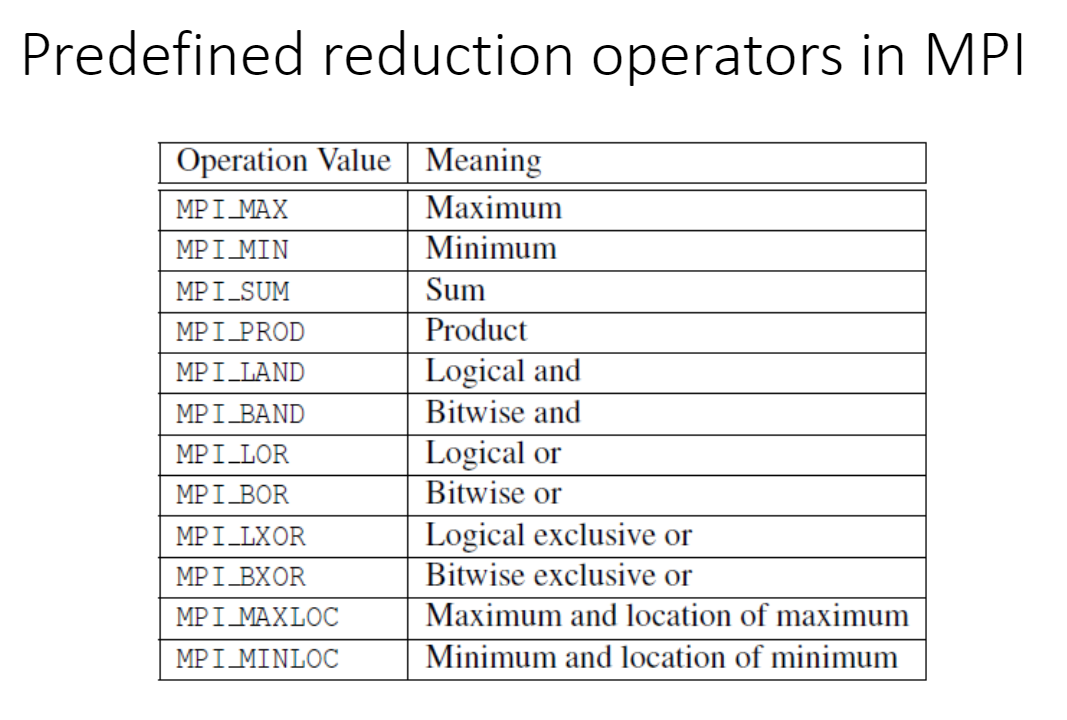 Predefined reduction operators in MPI
Operation Value Meaning
MPI_MAX Maximum
MPI_MIN Minimum
MPI_SUM Sum
MPI_PROD Product
MPI_LAND Logical and
MPI_BAND Bitwise and
MPI_LOR Logical or
MPI_BOR Bitwise or
MPI_LXOR Logical exclusive or
MPI_BXOR Bitwise exclusive or
MPI_MAXLOC Maximum and location of maximum
MPI_MINLOC Minimum and location of minimum